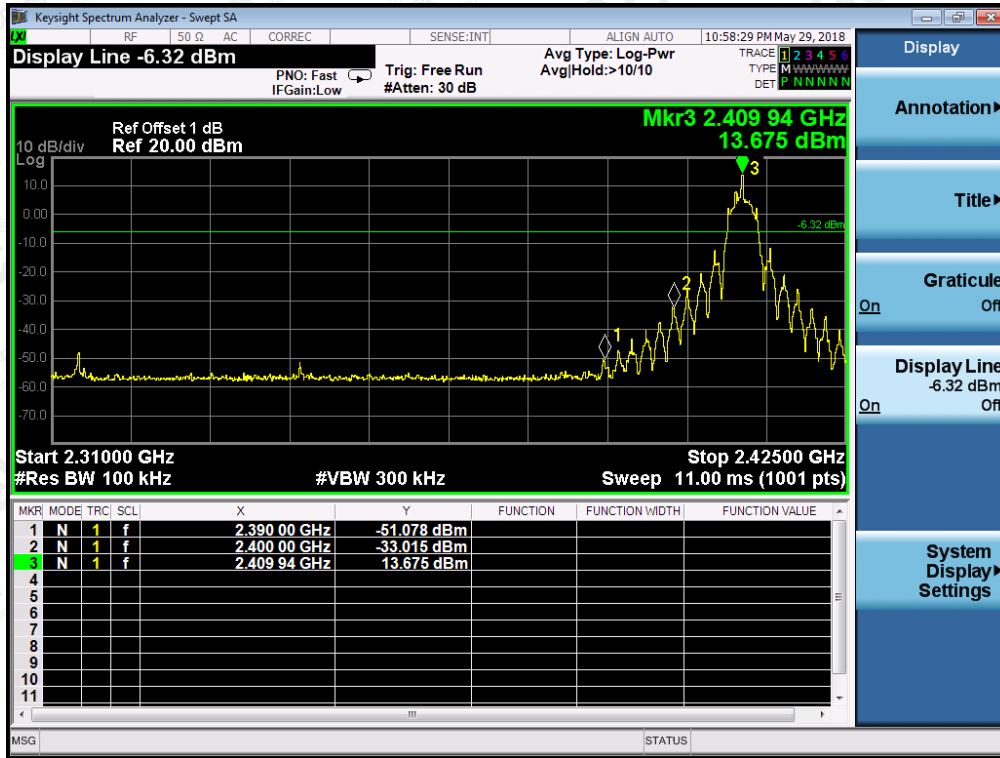 Keysight Spectrum Analyzer - Swept SA
LXI RF 50 Ω AC CORREC SENSE:INT ALIGN AUTO 10:58:29 PM May 29, 2018
Display Line -6.32 dBm
PNO: Fast
IFGain:Low
Trig: Free Run
#Atten: 30 dB
Avg Type: Log-Pwr
Avg|Hold:>10/10
TRACE 1 2 3 4 5 6
TYPE M WWWWW
DET P N N N N N
Mkr3 2.409 94 GHz
13.675 dBm
Ref Offset 1 dB
10 dB/div Ref 20.00 dBm
Log
10.0
0.00
-10.0
-20.0
-30.0
-40.0
-50.0
-60.0
-70.0
3
-6.32 dBm
2
1
Start 2.31000 GHz Stop 2.42500 GHz
#Res BW 100 kHz #VBW 300 kHz Sweep 11.00 ms (1001 pts)
MKR MODE TRC SCL X Y FUNCTION FUNCTION WIDTH FUNCTION VALUE
1 N 1 f 2.390 00 GHz -51.078 dBm
2 N 1 f 2.400 00 GHz -33.015 dBm
3 N 1 f 2.409 94 GHz 13.675 dBm
4
5
6
7
8
9
10
11
MSG STATUS
Display
Annotation
Title
Graticule
On Off
Display Line
-6.32 dBm
On Off
System
Display
Settings